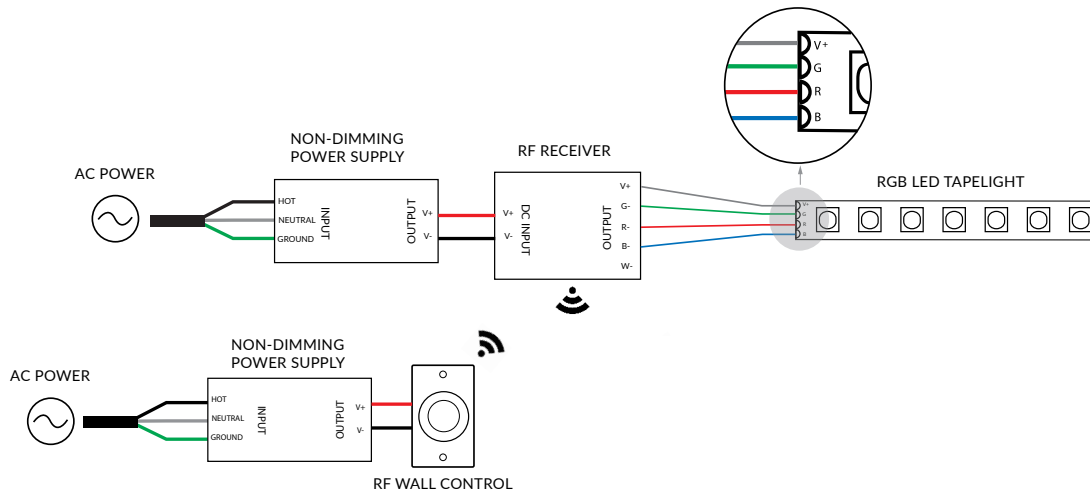 V+
G
R
B
NON-DIMMING
POWER SUPPLY
RF RECEIVER
AC POWER
RGB LED TAPELIGHT
HOT
NEUTRAL
GROUND
INPUT
OUTPUT
V+
V-
V+
V-
DC INPUT
OUTPUT
V+
G-
R-
B-
W-
V+
G
R
B
NON-DIMMING
POWER SUPPLY
AC POWER
HOT
NEUTRAL
GROUND
INPUT
OUTPUT
V+
V-
RF WALL CONTROL